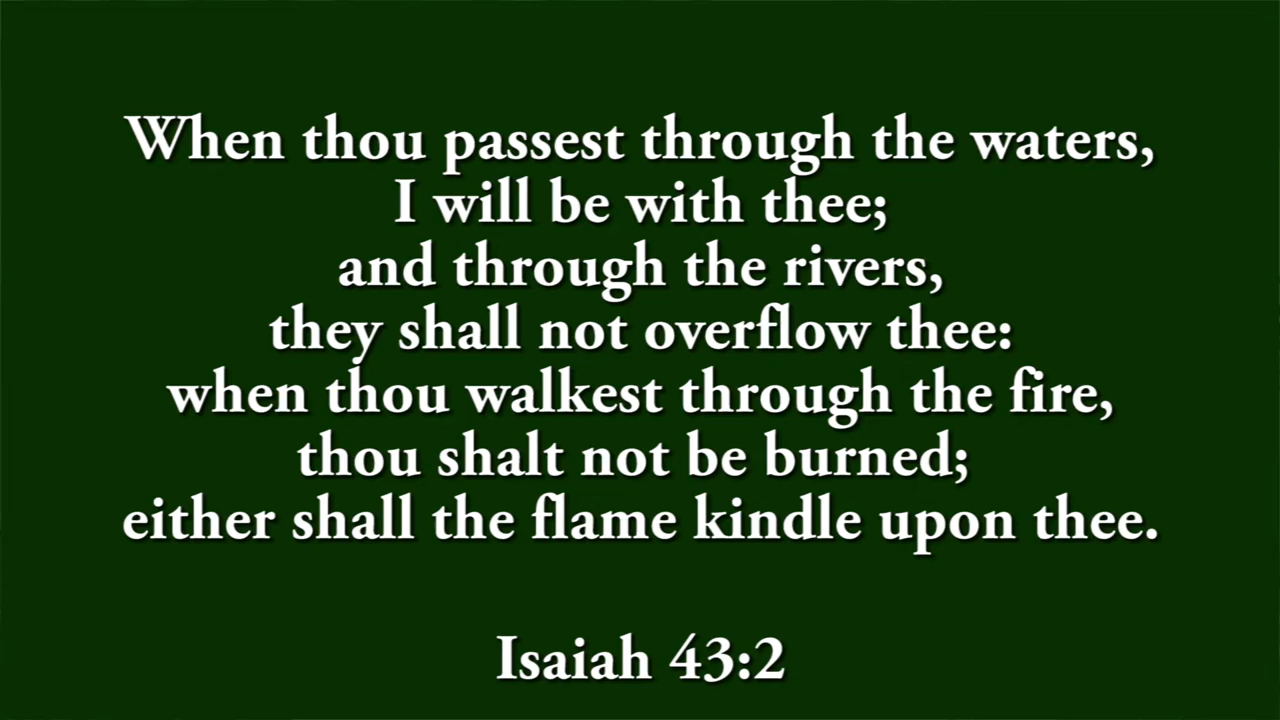 When thou passest through the waters,
I will be with thee;
and through the rivers,
they shall not overflow thee:
when thou walkest through the fire,
thou shalt not be burned;
either shall the flame kindle upon thee.
Isaiah 43:2